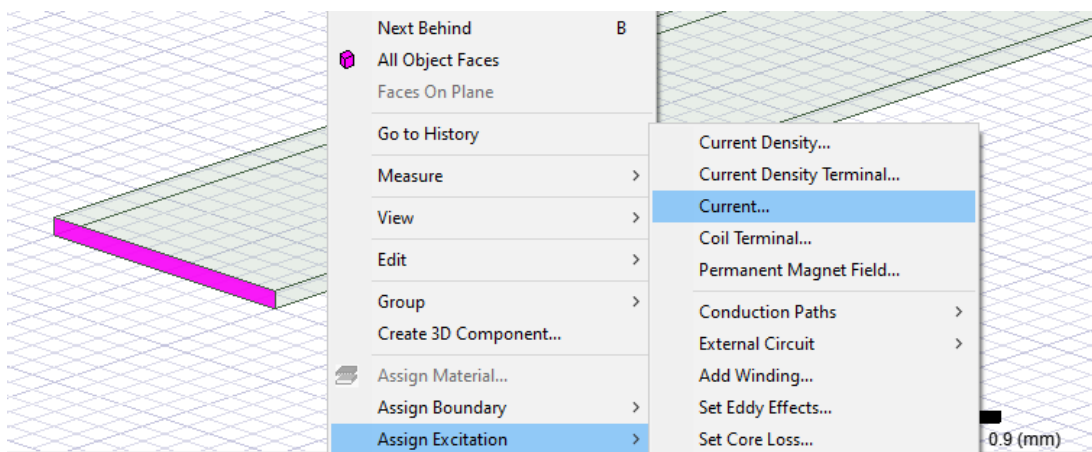 Next Behind B
All Object Faces
Faces On Plane
Go to History
Measure
View
Edit
Group
Create 3D Component...
Assign Material...
Assign Boundary
Assign Excitation
Current Density...
Current Density Terminal...
Current...
Coil Terminal...
Permanent Magnet Field...
Conduction Paths
External Circuit
Add Winding...
Set Eddy Effects...
Set Core Loss...
0.9 (mm)